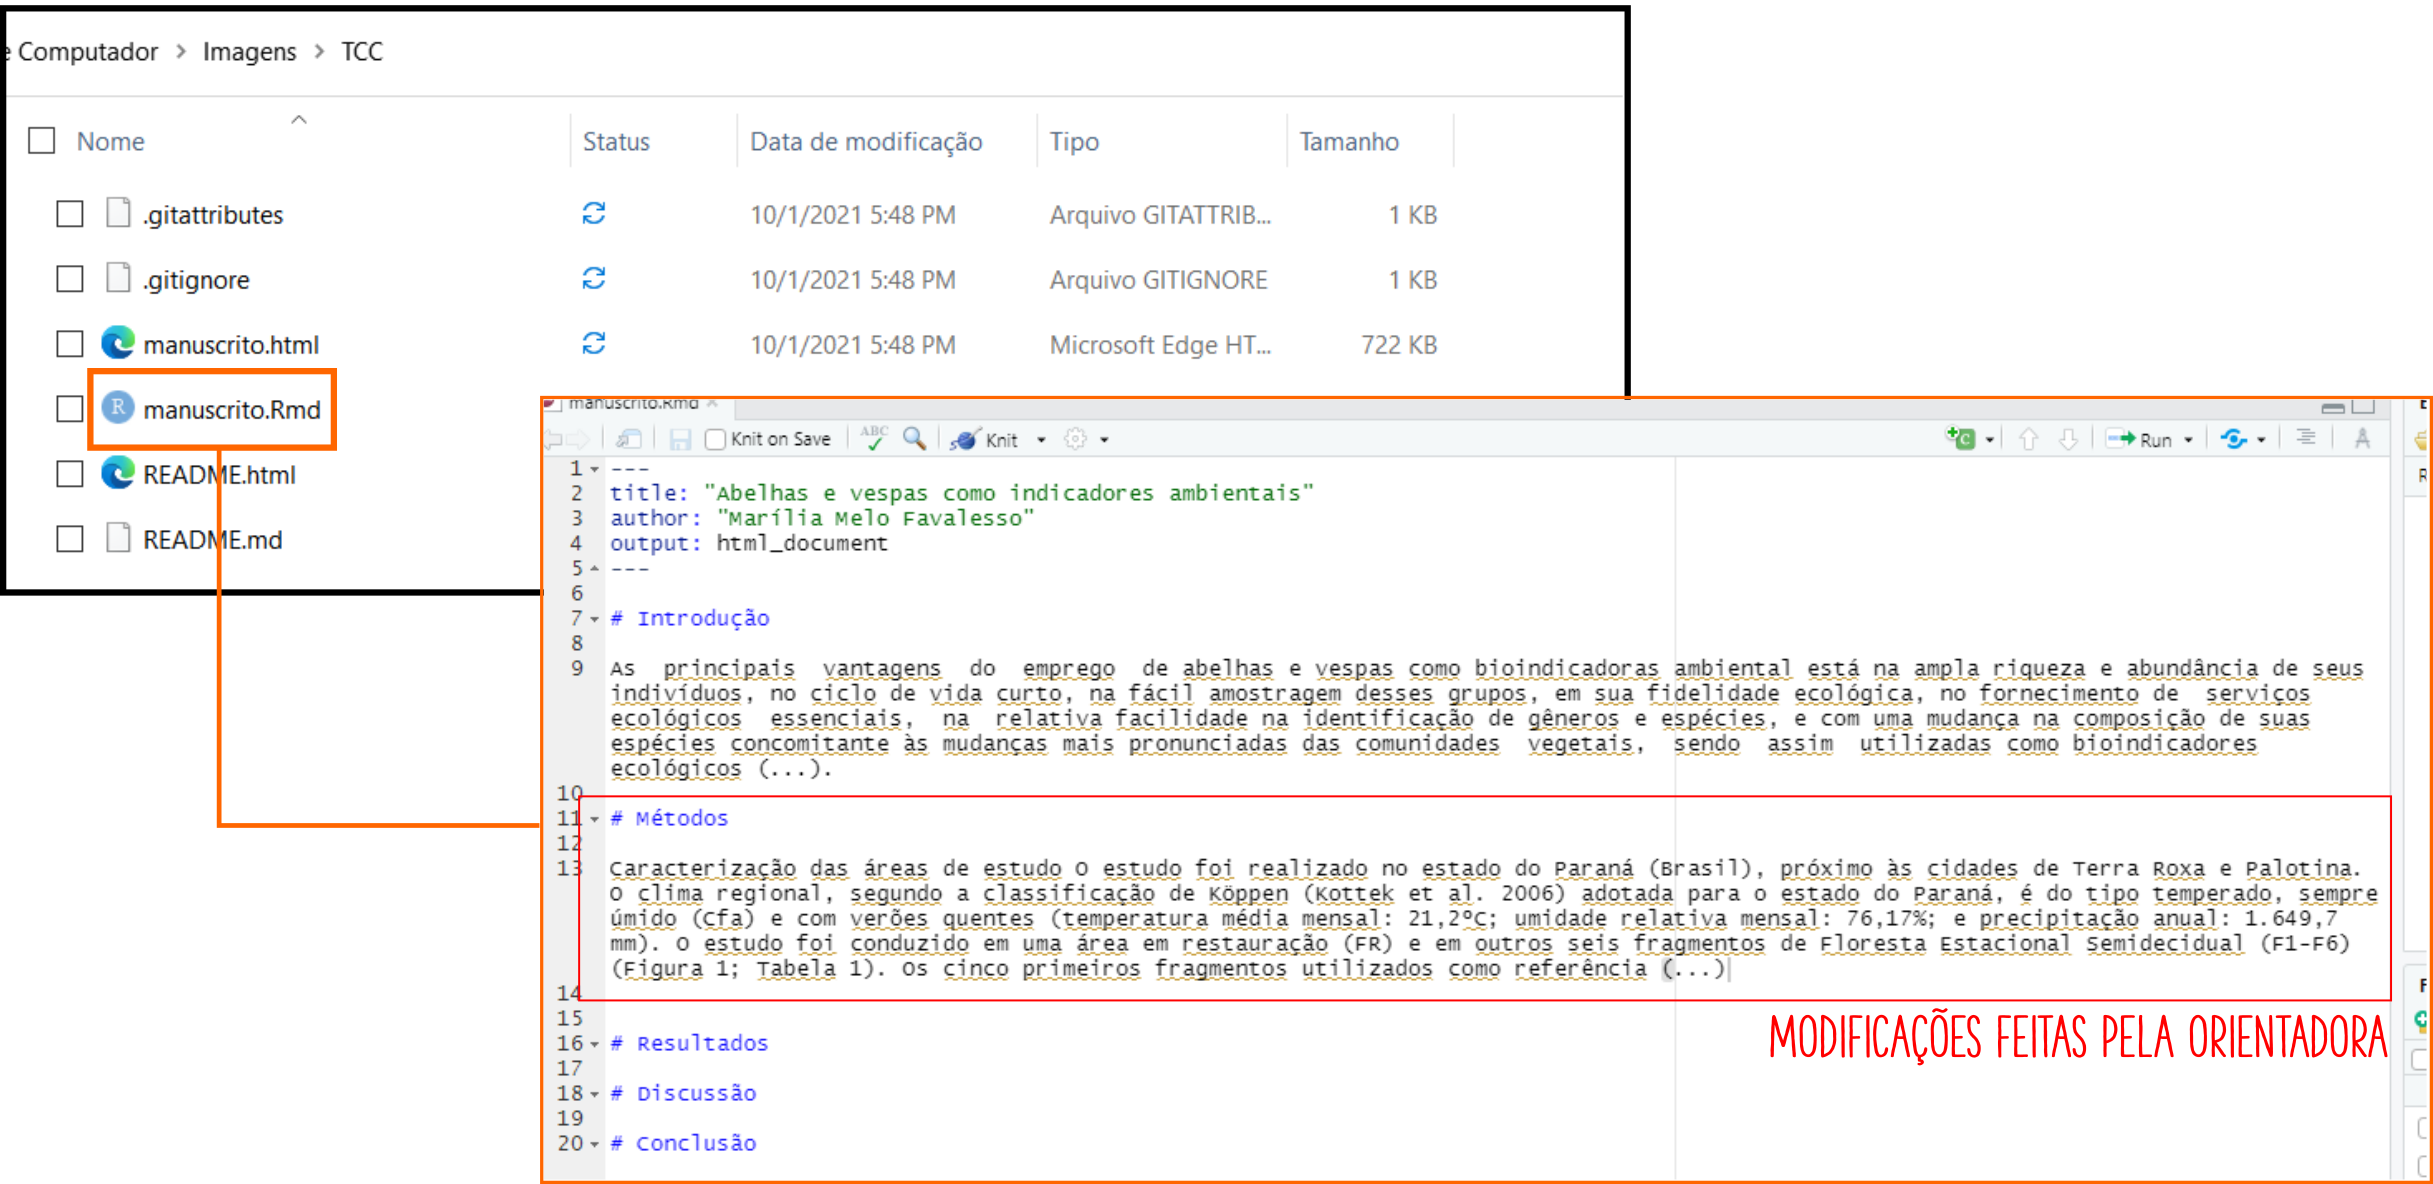 Computador > Imagens > TCC
Nome Status Data de modificação Tipo Tamanho
.gitattributes 10/1/2021 5:48 PM Arquivo GITATTRIB... 1 KB
.gitignore 10/1/2021 5:48 PM Arquivo GITIGNORE 1 KB
manuscrito.html 10/1/2021 5:48 PM Microsoft Edge HT... 722 KB
manuscrito.Rmd
README.html
README.md
manuscrito.Rmd
Knit on Save ABC Knit Run
1 ---
2 title: "Abelhas e vespas como indicadores ambientais"
3 author: "Marília Melo Favalesso"
4 output: html_document
5 ---
6
7 # Introdução
8
9 As principais vantagens do emprego de abelhas e vespas como bioindicadoras ambiental está na ampla riqueza e abundância de seus
indivíduos, no ciclo de vida curto, na fácil amostragem desses grupos, em sua fidelidade ecológica, no fornecimento de serviços
ecológicos essenciais, na relativa facilidade na identificação de gêneros e espécies, e com uma mudança na composição de suas
espécies concomitante às mudanças mais pronunciadas das comunidades vegetais, sendo assim utilizadas como bioindicadores
ecológicos (...).
10
11 # Métodos
12
13 Caracterização das áreas de estudo O estudo foi realizado no estado do Paraná (Brasil), próximo às cidades de Terra Roxa e Palotina.
O clima regional, segundo a classificação de Köppen (Kottek et al. 2006) adotada para o estado do Paraná, é do tipo temperado, sempre
úmido (Cfa) e com verões quentes (temperatura média mensal: 21,2ºC; umidade relativa mensal: 76,17%; e precipitação anual: 1.649,7
mm). O estudo foi conduzido em uma área em restauração (FR) e em outros seis fragmentos de Floresta Estacional Semidecidual (F1-F6)
(Figura 1; Tabela 1). Os cinco primeiros fragmentos utilizados como referência (...)
14
15
MODIFICAÇÕES FEITAS PELA ORIENTADORA
16 # Resultados
17
18 # Discussão
19
20 # Conclusão